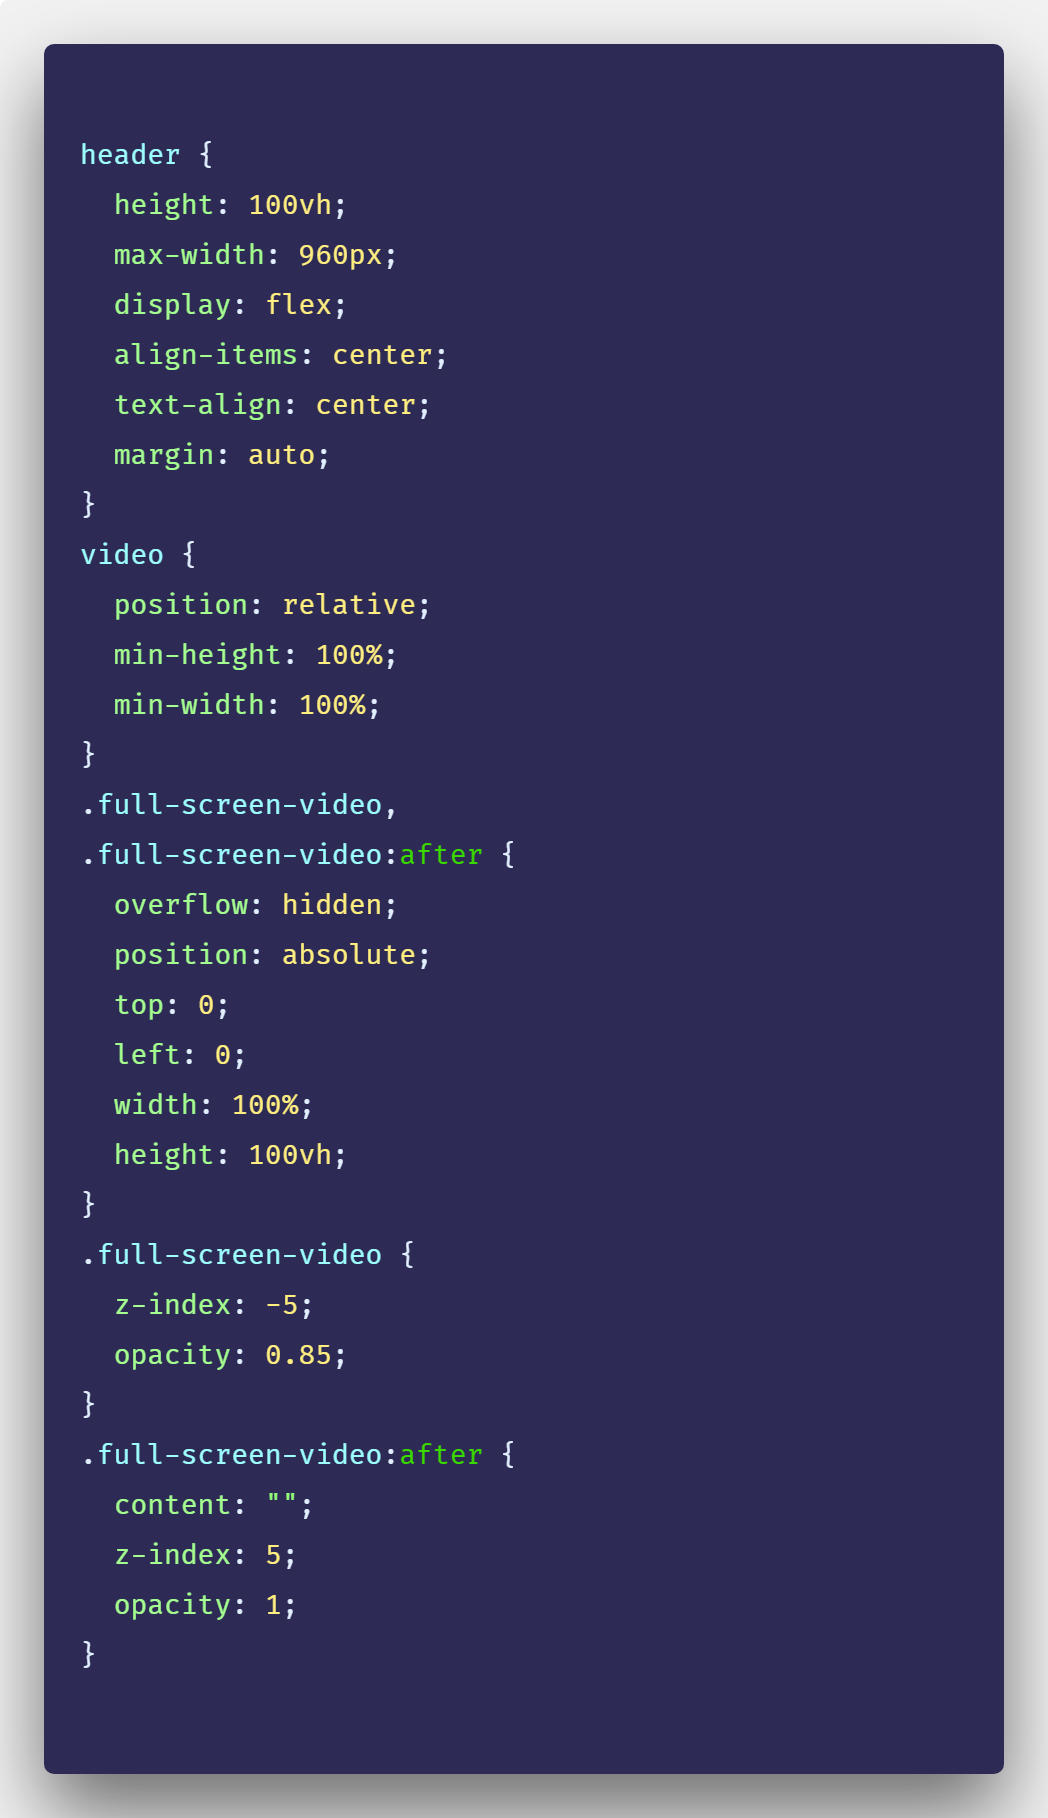 header {
  height: 100vh;
  max-width: 960px;
  display: flex;
  align-items: center;
  text-align: center;
  margin: auto;
}
video {
  position: relative;
  min-height: 100%;
  min-width: 100%;
}
.full-screen-video,
.full-screen-video:after {
  overflow: hidden;
  position: absolute;
  top: 0;
  left: 0;
  width: 100%;
  height: 100vh;
}
.full-screen-video {
  z-index: -5;
  opacity: 0.85;
}
.full-screen-video:after {
  content: "";
  z-index: 5;
  opacity: 1;
}